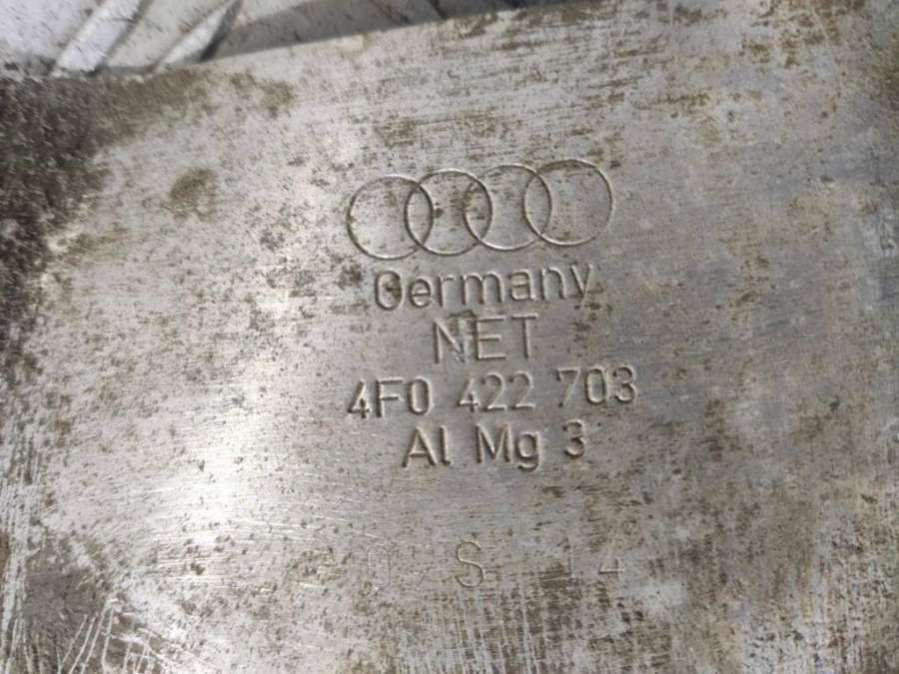 Germany
NET
4F0 422 703
Al Mg 3